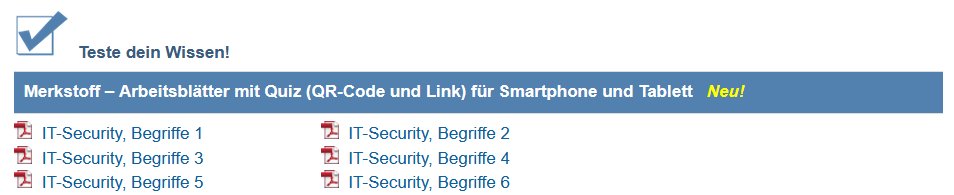 Teste dein Wissen!
Merkstoff – Arbeitsblätter mit Quiz (QR-Code und Link) für Smartphone und Tablett Neu!
IT-Security, Begriffe 1 IT-Security, Begriffe 2
IT-Security, Begriffe 3 IT-Security, Begriffe 4
IT-Security, Begriffe 5 IT-Security, Begriffe 6